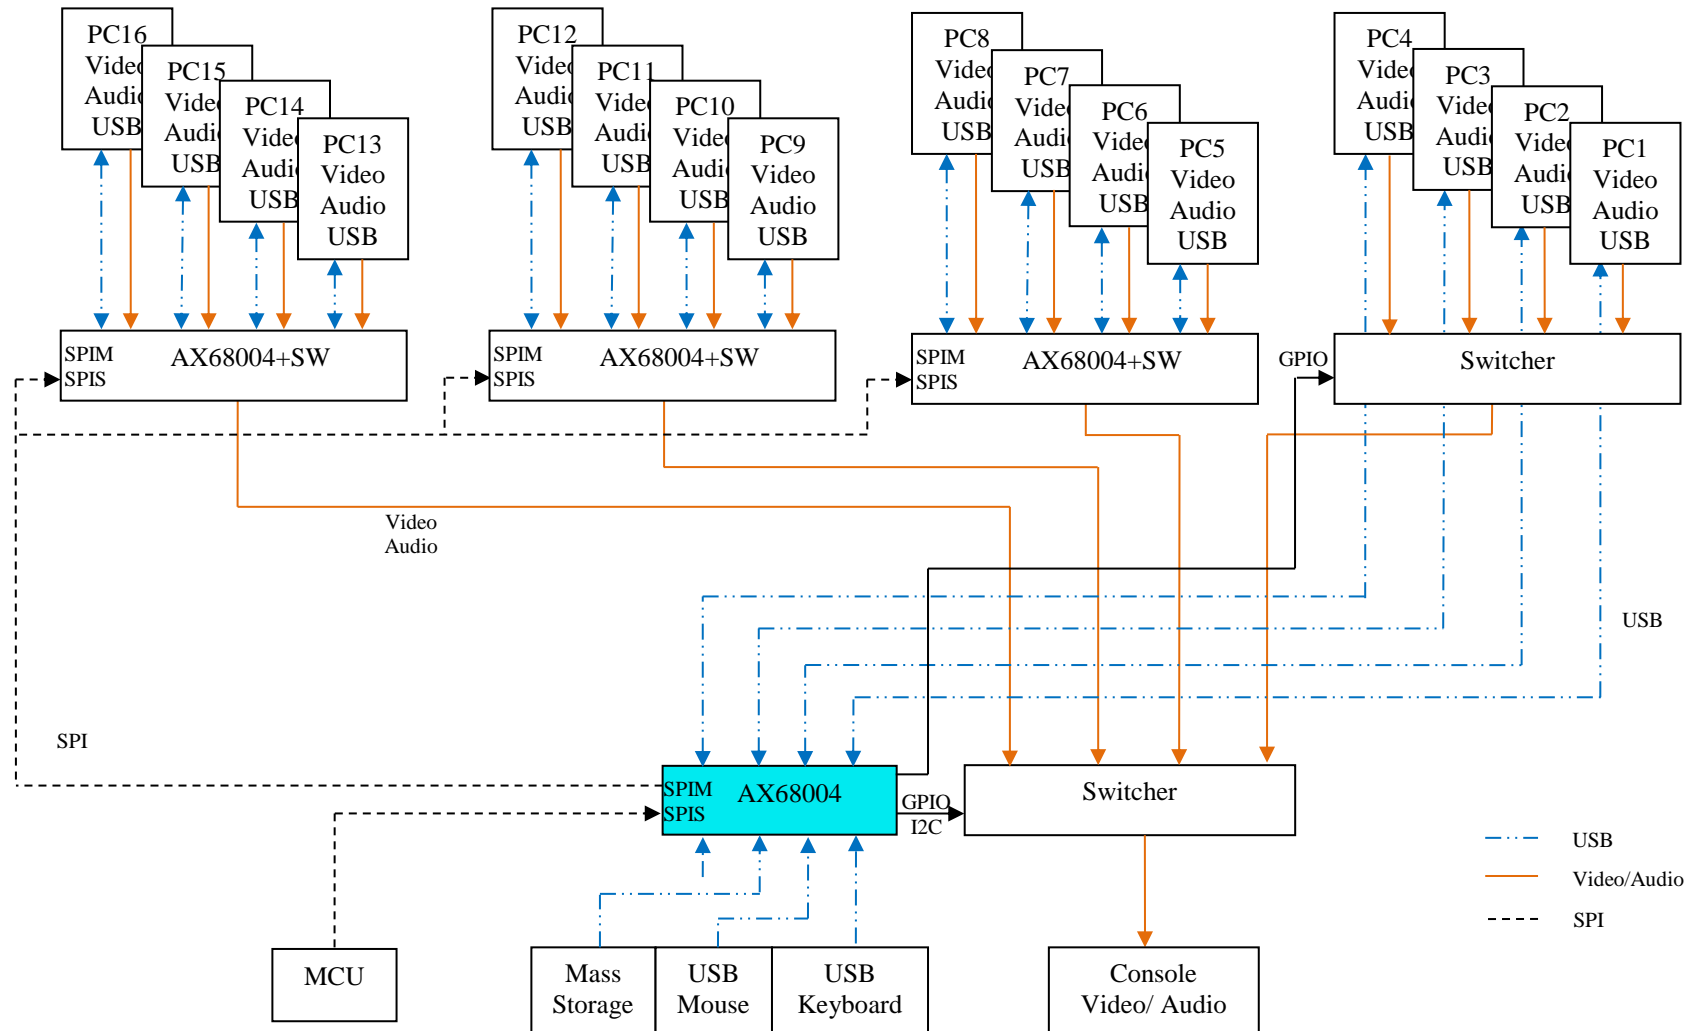 PC16
Video
Audio
USB
PC15
Video
Audio
USB
PC14
Video
Audio
USB
PC13
Video
Audio
USB
PC12
Video
Audio
USB
PC11
Video
Audio
USB
PC10
Video
Audio
USB
PC9
Video
Audio
USB
PC8
Video
Audio
USB
PC7
Video
Audio
USB
PC6
Video
Audio
USB
PC5
Video
Audio
USB
PC4
Video
Audio
USB
PC3
Video
Audio
USB
PC2
Video
Audio
USB
PC1
Video
Audio
USB
SPIM
SPIS
AX68004+SW
SPIM
SPIS
AX68004+SW
SPIM
SPIS
AX68004+SW
GPIO
Switcher
Video
Audio
USB
SPI
SPIM
SPIS
AX68004
GPIO
I2C
Switcher
USB
Video/Audio
SPI
MCU
Mass
Storage
USB
Mouse
USB
Keyboard
Console
Video/ Audio